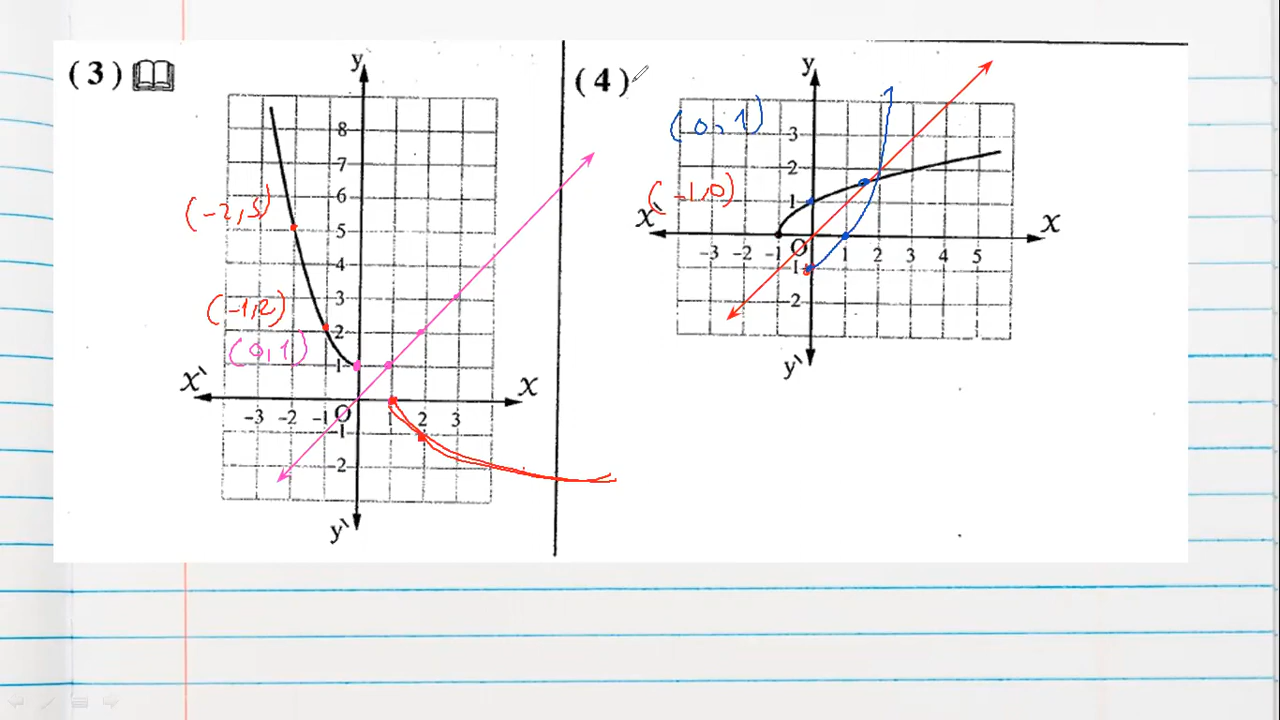 (3)
y
8
7
6
(-2,5)
5
4
3
(-1,2)
2
(0,1)
1
x'
x
-3 -2 -1 O 1 2 3
-1
2
y'
(4)
y
(0,1)
3
2
(-1,0)
1
x'
x
O
-3 -2 -1 1 2 3 4 5
1
2
y'